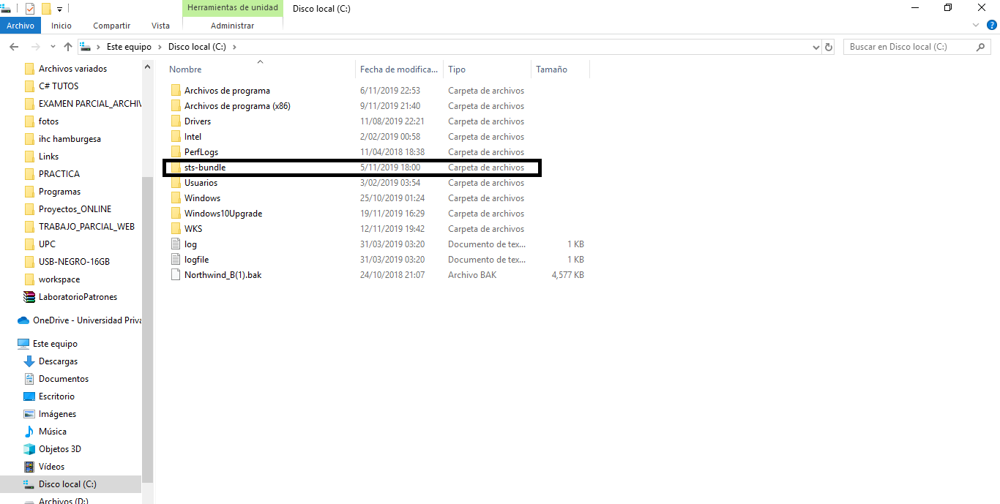 Herramientas de unidad
Disco local (C:)
Archivo Inicio Compartir Vista Administrar
Este equipo > Disco local (C:) >
Buscar en Disco local (C:)
Archivos variados
C# TUTOS
EXAMEN PARCIAL_ARCHIV
fotos
ihc hamburgesa
Links
PRACTICA
Programas
Proyectos_ONLINE
TRABAJO_PARCIAL_WEB
UPC
USB-NEGRO-16GB
workspace
LaboratorioPatrones
OneDrive - Universidad Priva
Este equipo
Descargas
Documentos
Escritorio
Imágenes
Música
Objetos 3D
Vídeos
Disco local (C:)
Archivos (D:)
Nombre Fecha de modifica... Tipo Tamaño
Archivos de programa 6/11/2019 22:53 Carpeta de archivos
Archivos de programa (x86) 9/11/2019 21:40 Carpeta de archivos
Drivers 11/08/2019 22:21 Carpeta de archivos
Intel 2/02/2019 00:58 Carpeta de archivos
PerfLogs 11/04/2018 18:38 Carpeta de archivos
sts-bundle 5/11/2019 18:00 Carpeta de archivos
Usuarios 3/02/2019 03:54 Carpeta de archivos
Windows 25/10/2019 01:24 Carpeta de archivos
Windows10Upgrade 19/11/2019 16:29 Carpeta de archivos
WKS 12/11/2019 19:42 Carpeta de archivos
log 31/03/2019 03:20 Documento de tex... 1 KB
logfile 31/03/2019 03:20 Documento de tex... 1 KB
Northwind_B(1).bak 24/10/2018 21:07 Archivo BAK 4,577 KB